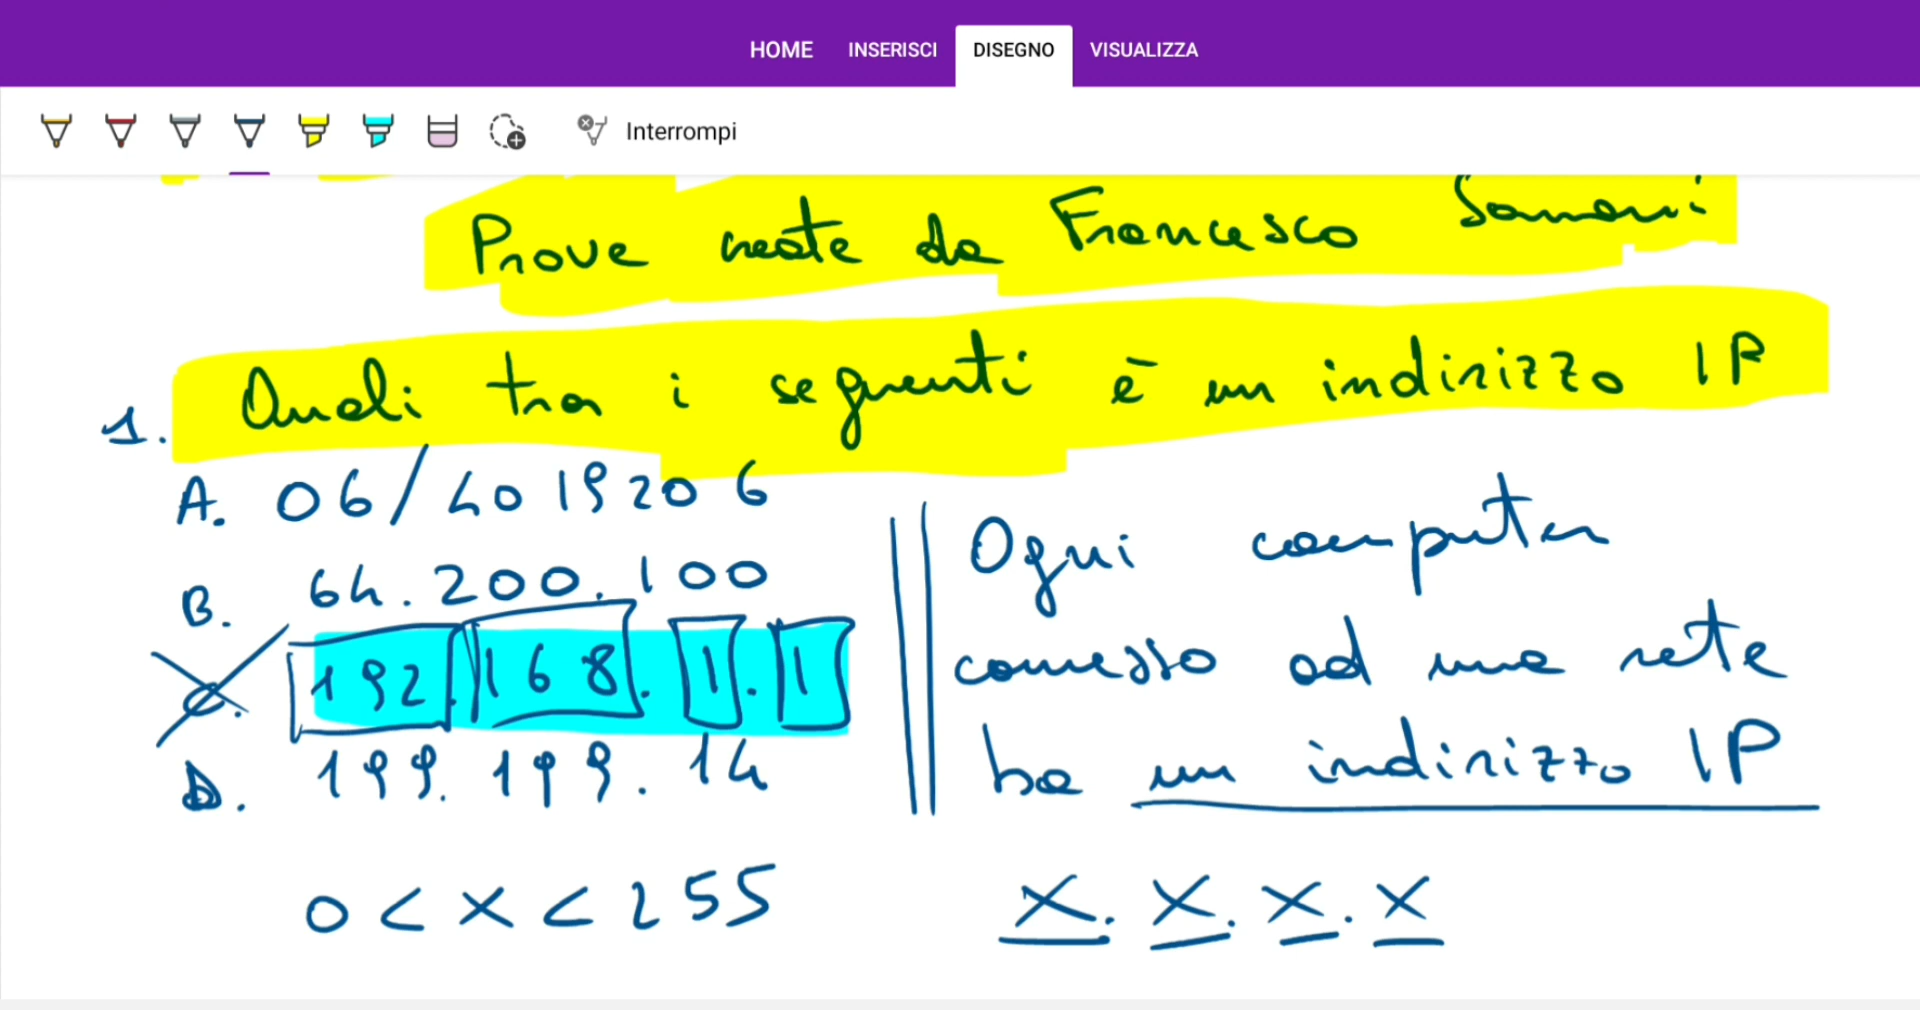 HOME INSERISCI DISEGNO VISUALIZZA
Interrompi
Prove create da Francesco
1. Quali tra i seguenti è un indirizzo IP
A. 06/4019206
B. 64.200.100
C. 192.168.1.1
D. 199.199.14
Ogni computer
connesso ad una rete
ha un indirizzo IP
0 < x < 255
x.x.x.x